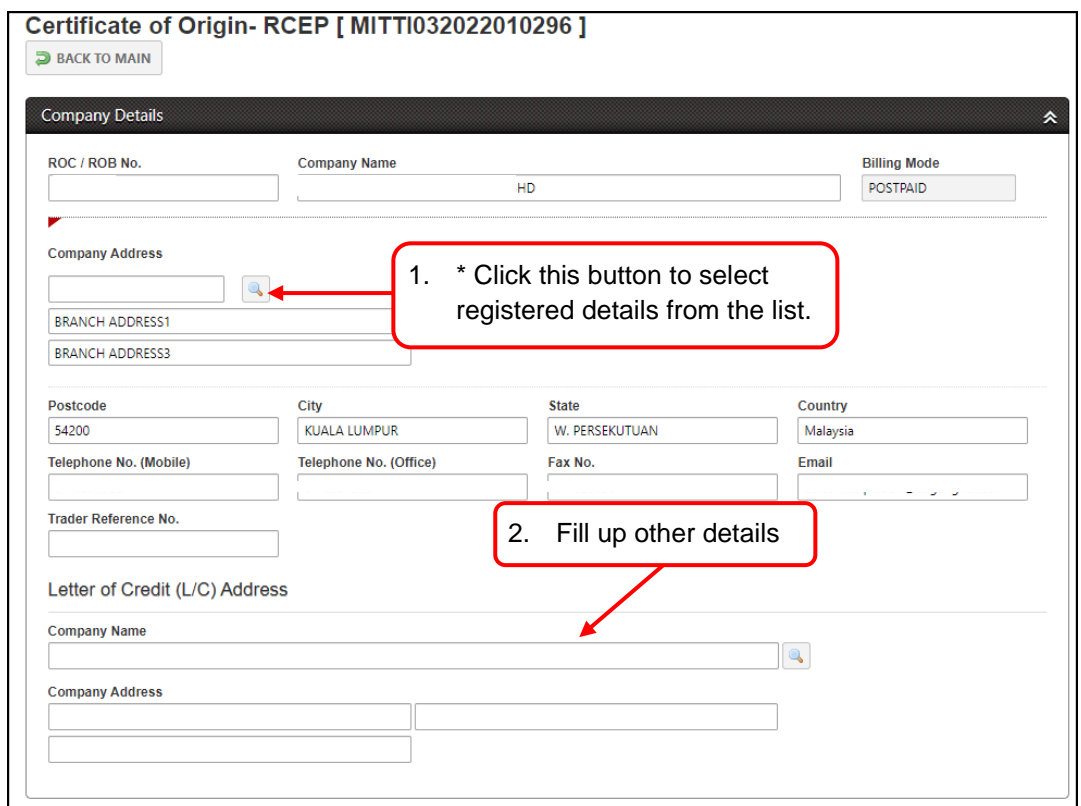 Certificate of Origin- RCEP [ MITTI032022010296 ]
BACK TO MAIN
Company Details
ROC / ROB No. Company Name Billing Mode
HD POSTPAID
Company Address
1. * Click this button to select
registered details from the list.
BRANCH ADDRESS1
BRANCH ADDRESS3
Postcode City State Country
54200 KUALA LUMPUR W. PERSEKUTUAN Malaysia
Telephone No. (Mobile) Telephone No. (Office) Fax No. Email
Trader Reference No.
2. Fill up other details
Letter of Credit (L/C) Address
Company Name
Company Address